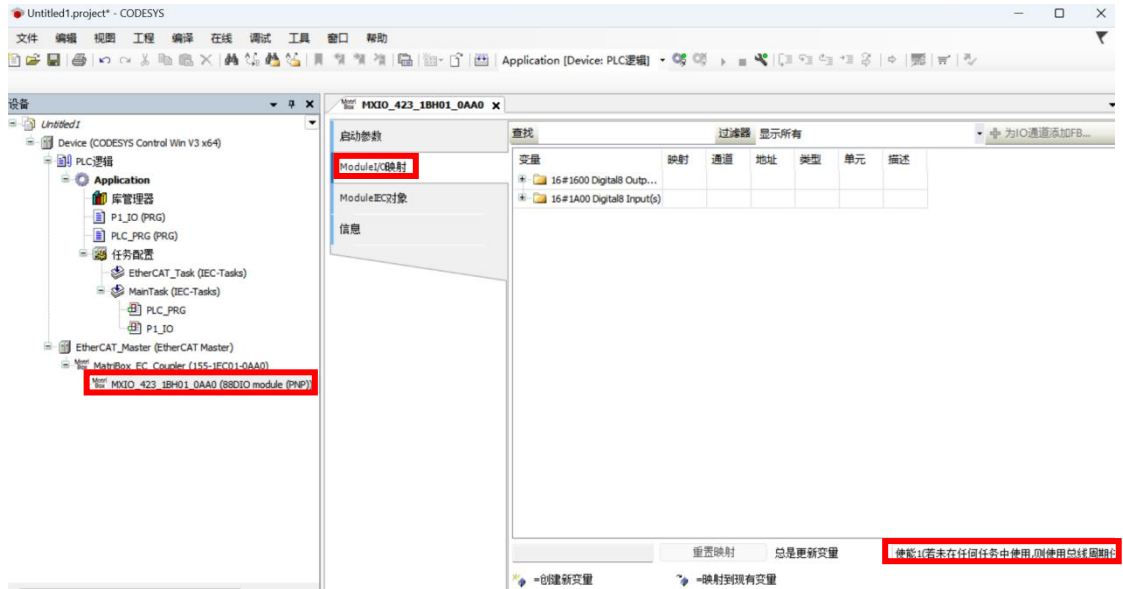 Untitled1.project* - CODESYS
文件 编辑 视图 工程 编译 在线 调试 工具 窗口 帮助
Application [Device: PLC逻辑]
设备
MXIO_423_1BH01_0AA0
Untitled1
Device (CODESYS Control Win V3 x64)
PLC逻辑
Application
库管理器
P1_IO (PRG)
PLC_PRG (PRG)
任务配置
EtherCAT_Task (IEC-Tasks)
MainTask (IEC-Tasks)
PLC_PRG
P1_IO
EtherCAT_Master (EtherCAT Master)
MatriBox_EC_Coupler (155-1EC01-0AA0)
MXIO_423_1BH01_0AA0 (88DIO module (PNP))
启动参数
ModuleI/O映射
ModuleIEC对象
信息
查找 过滤器 显示所有 为IO通道添加FB...
变量 映射 通道 地址 类型 单元 描述
16#1600 Digital8 Outp...
16#1A00 Digital8 Input(s)
重置映射 总是更新变量 使能1(若未在任何任务中使用,则使用总线周期
=创建新变量 =映射到现有变量